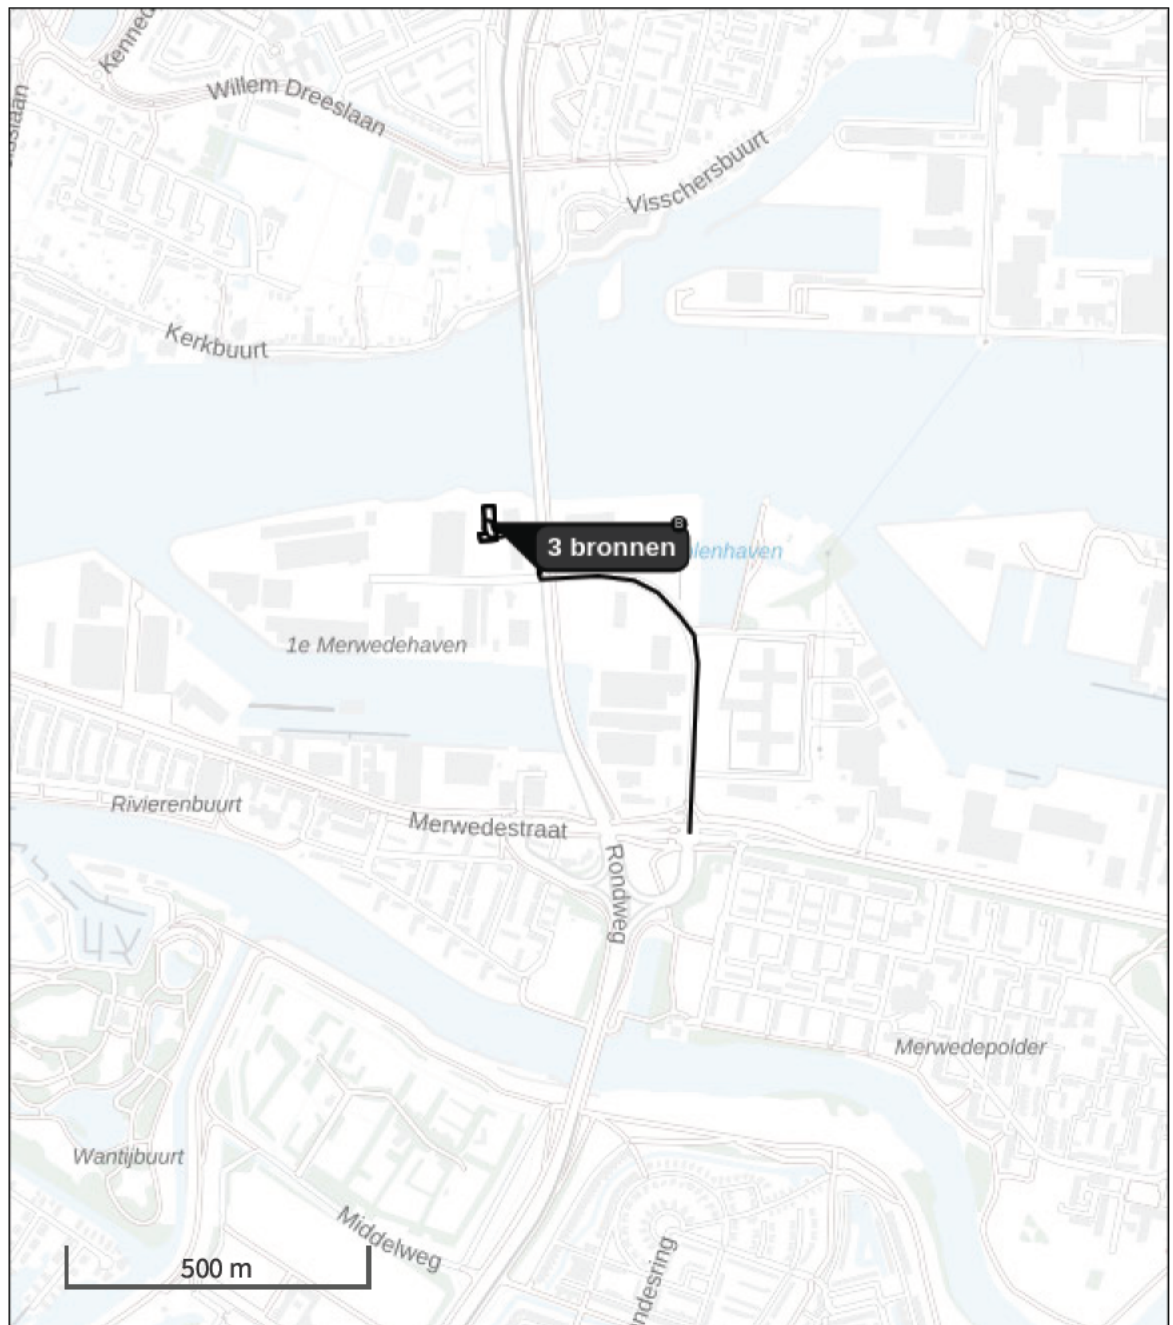 Willem Dreeslaan
Visschersbuurt
Kerkbuurt
B
3 bronnen
1e Merwedehaven
Rivierenbuurt
Merwedestraat
Rondweg
Merwedepolder
Wantijbuurt
Middelweg
500 m